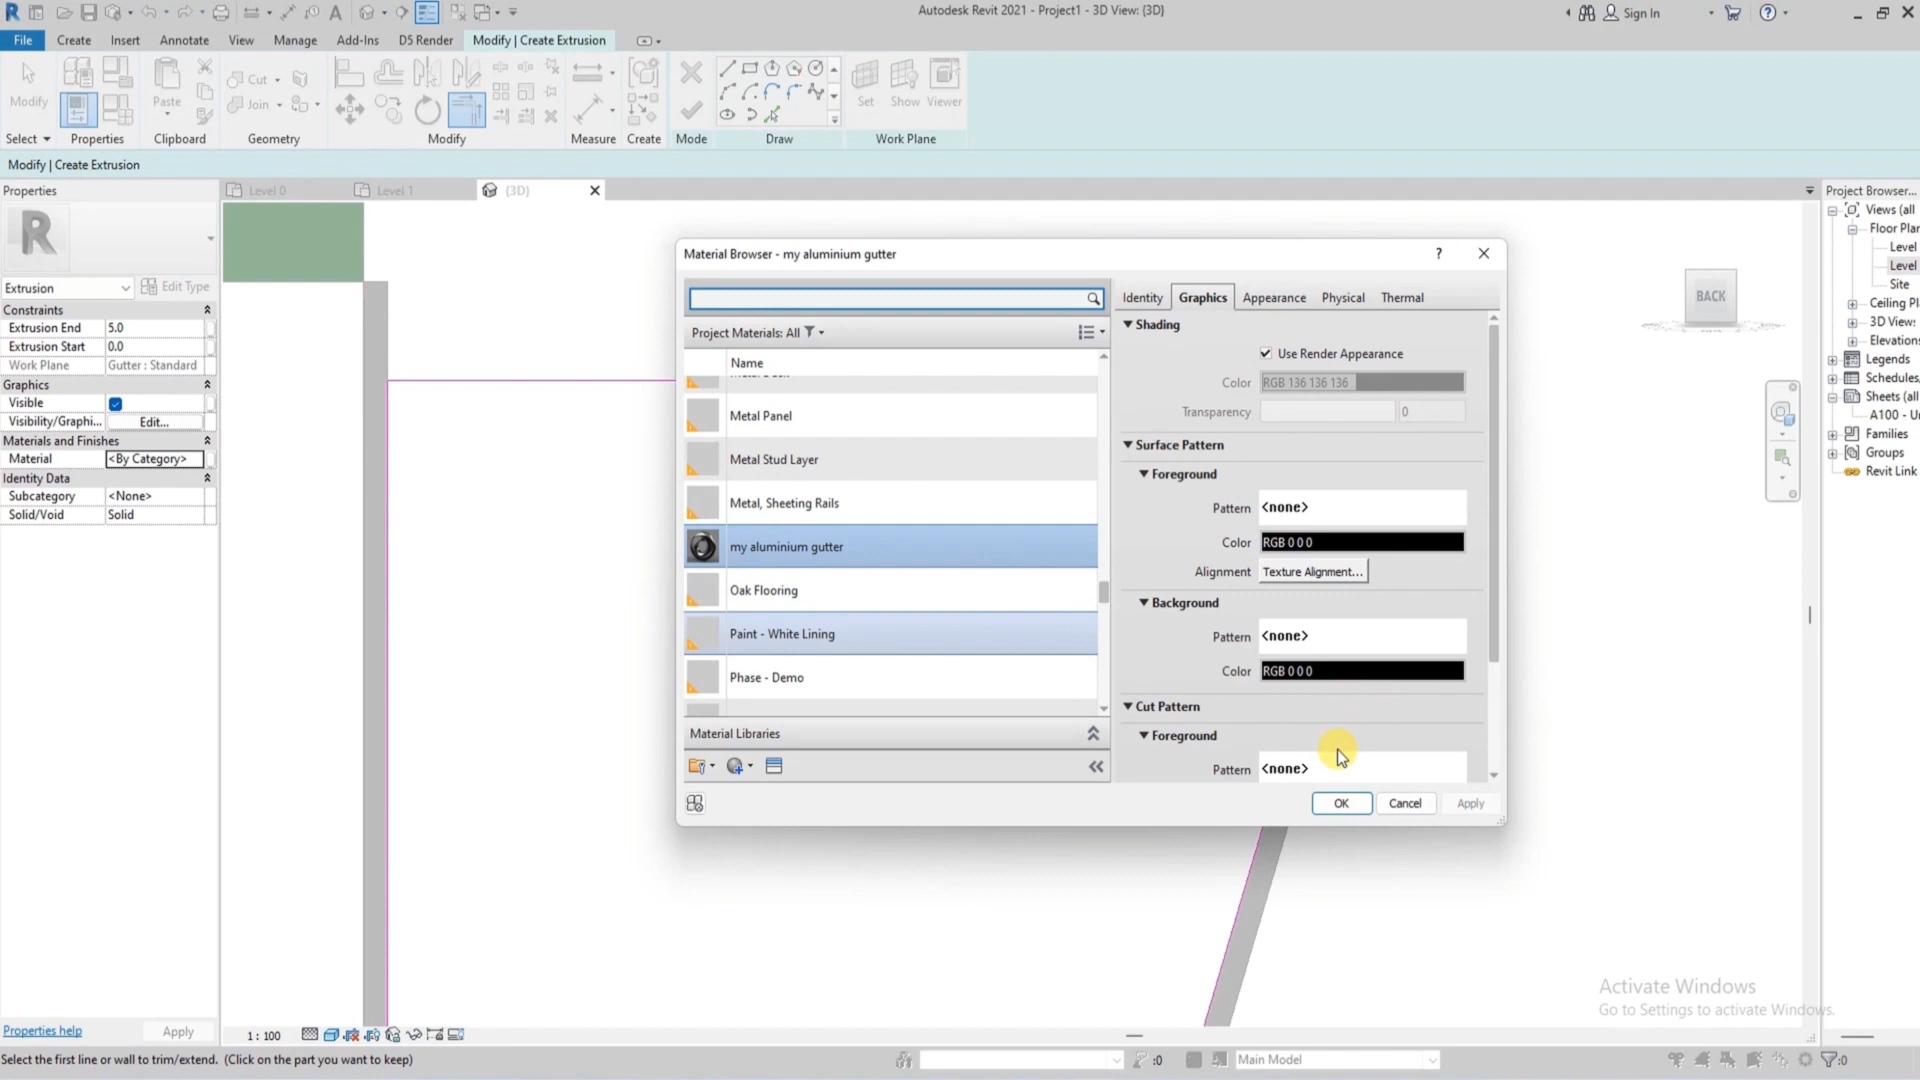 Autodesk Revit 2021 - Project1 - 3D View: {3D}
Sign In
File
Create
Insert
Annotate
View
Manage
Add-Ins
D5 Render
Modify | Create Extrusion
Modify
Paste
Cut
Join
Set
Show
Viewer
Select
Properties
Clipboard
Geometry
Modify
Measure
Create
Mode
Draw
Work Plane
Modify | Create Extrusion
Properties
Level 0
Level 1
{3D}
Project Browser...
Extrusion
Edit Type
Constraints
Extrusion End 5.0
Extrusion Start 0.0
Work Plane Gutter : Standard
Graphics
Visible
Visibility/Graphi... Edit...
Materials and Finishes
Material <By Category>
Identity Data
Subcategory <None>
Solid/Void Solid
Material Browser - my aluminium gutter
Project Materials: All
Name
Metal Panel
Metal Stud Layer
Metal, Sheeting Rails
my aluminium gutter
Oak Flooring
Paint - White Lining
Phase - Demo
Material Libraries
Identity
Graphics
Appearance
Physical
Thermal
Shading
Use Render Appearance
Color RGB 136 136 136
Transparency 0
Surface Pattern
Foreground
Pattern <none>
Color RGB 0 0 0
Alignment Texture Alignment...
Background
Pattern <none>
Color RGB 0 0 0
Cut Pattern
Foreground
Pattern <none>
OK
Cancel
Apply
BACK
Views (all
Floor Plan
Level
Level
Site
Ceiling Pl
3D View:
Elevations
Legends
Schedules,
Sheets (all
A100 - Un
Families
Groups
Revit Link
Activate Windows
Go to Settings to activate Windows.
Properties help
Apply
1 : 100
Select the first line or wall to trim/extend. (Click on the part you want to keep)
:0
Main Model
:0